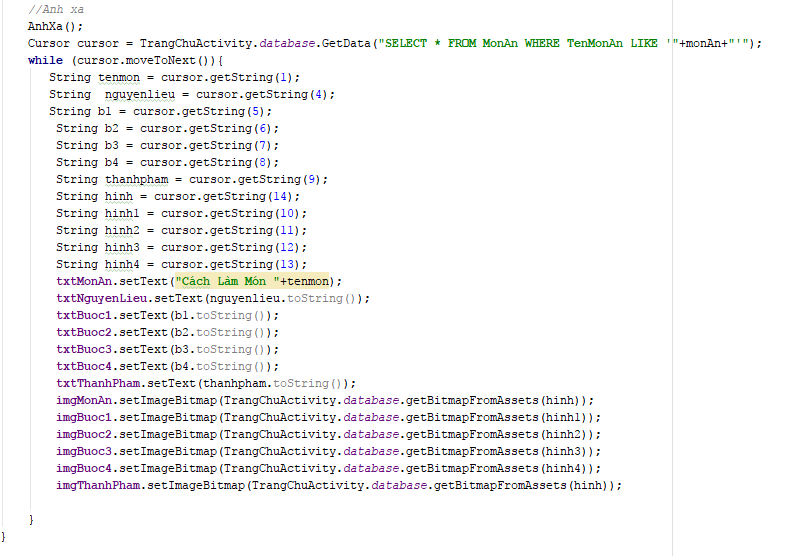 //Anh xa
AnhXa();
Cursor cursor = TrangChuActivity.database.GetData("SELECT * FROM MonAn WHERE TenMonAn LIKE '"+monAn+"'");
while (cursor.moveToNext()){
String tenmon = cursor.getString(1);
String nguyenlieu = cursor.getString(4);
String b1 = cursor.getString(5);
String b2 = cursor.getString(6);
String b3 = cursor.getString(7);
String b4 = cursor.getString(8);
String thanhpham = cursor.getString(9);
String hinh = cursor.getString(14);
String hinh1 = cursor.getString(10);
String hinh2 = cursor.getString(11);
String hinh3 = cursor.getString(12);
String hinh4 = cursor.getString(13);
txtMonAn.setText("Cách Làm Món "+tenmon);
txtNguyenLieu.setText(nguyenlieu.toString());
txtBuoc1.setText(b1.toString());
txtBuoc2.setText(b2.toString());
txtBuoc3.setText(b3.toString());
txtBuoc4.setText(b4.toString());
txtThanhPham.setText(thanhpham.toString());
imgMonAn.setImageBitmap(TrangChuActivity.database.getBitmapFromAssets(hinh));
imgBuoc1.setImageBitmap(TrangChuActivity.database.getBitmapFromAssets(hinh1));
imgBuoc2.setImageBitmap(TrangChuActivity.database.getBitmapFromAssets(hinh2));
imgBuoc3.setImageBitmap(TrangChuActivity.database.getBitmapFromAssets(hinh3));
imgBuoc4.setImageBitmap(TrangChuActivity.database.getBitmapFromAssets(hinh4));
imgThanhPham.setImageBitmap(TrangChuActivity.database.getBitmapFromAssets(hinh));
}
}